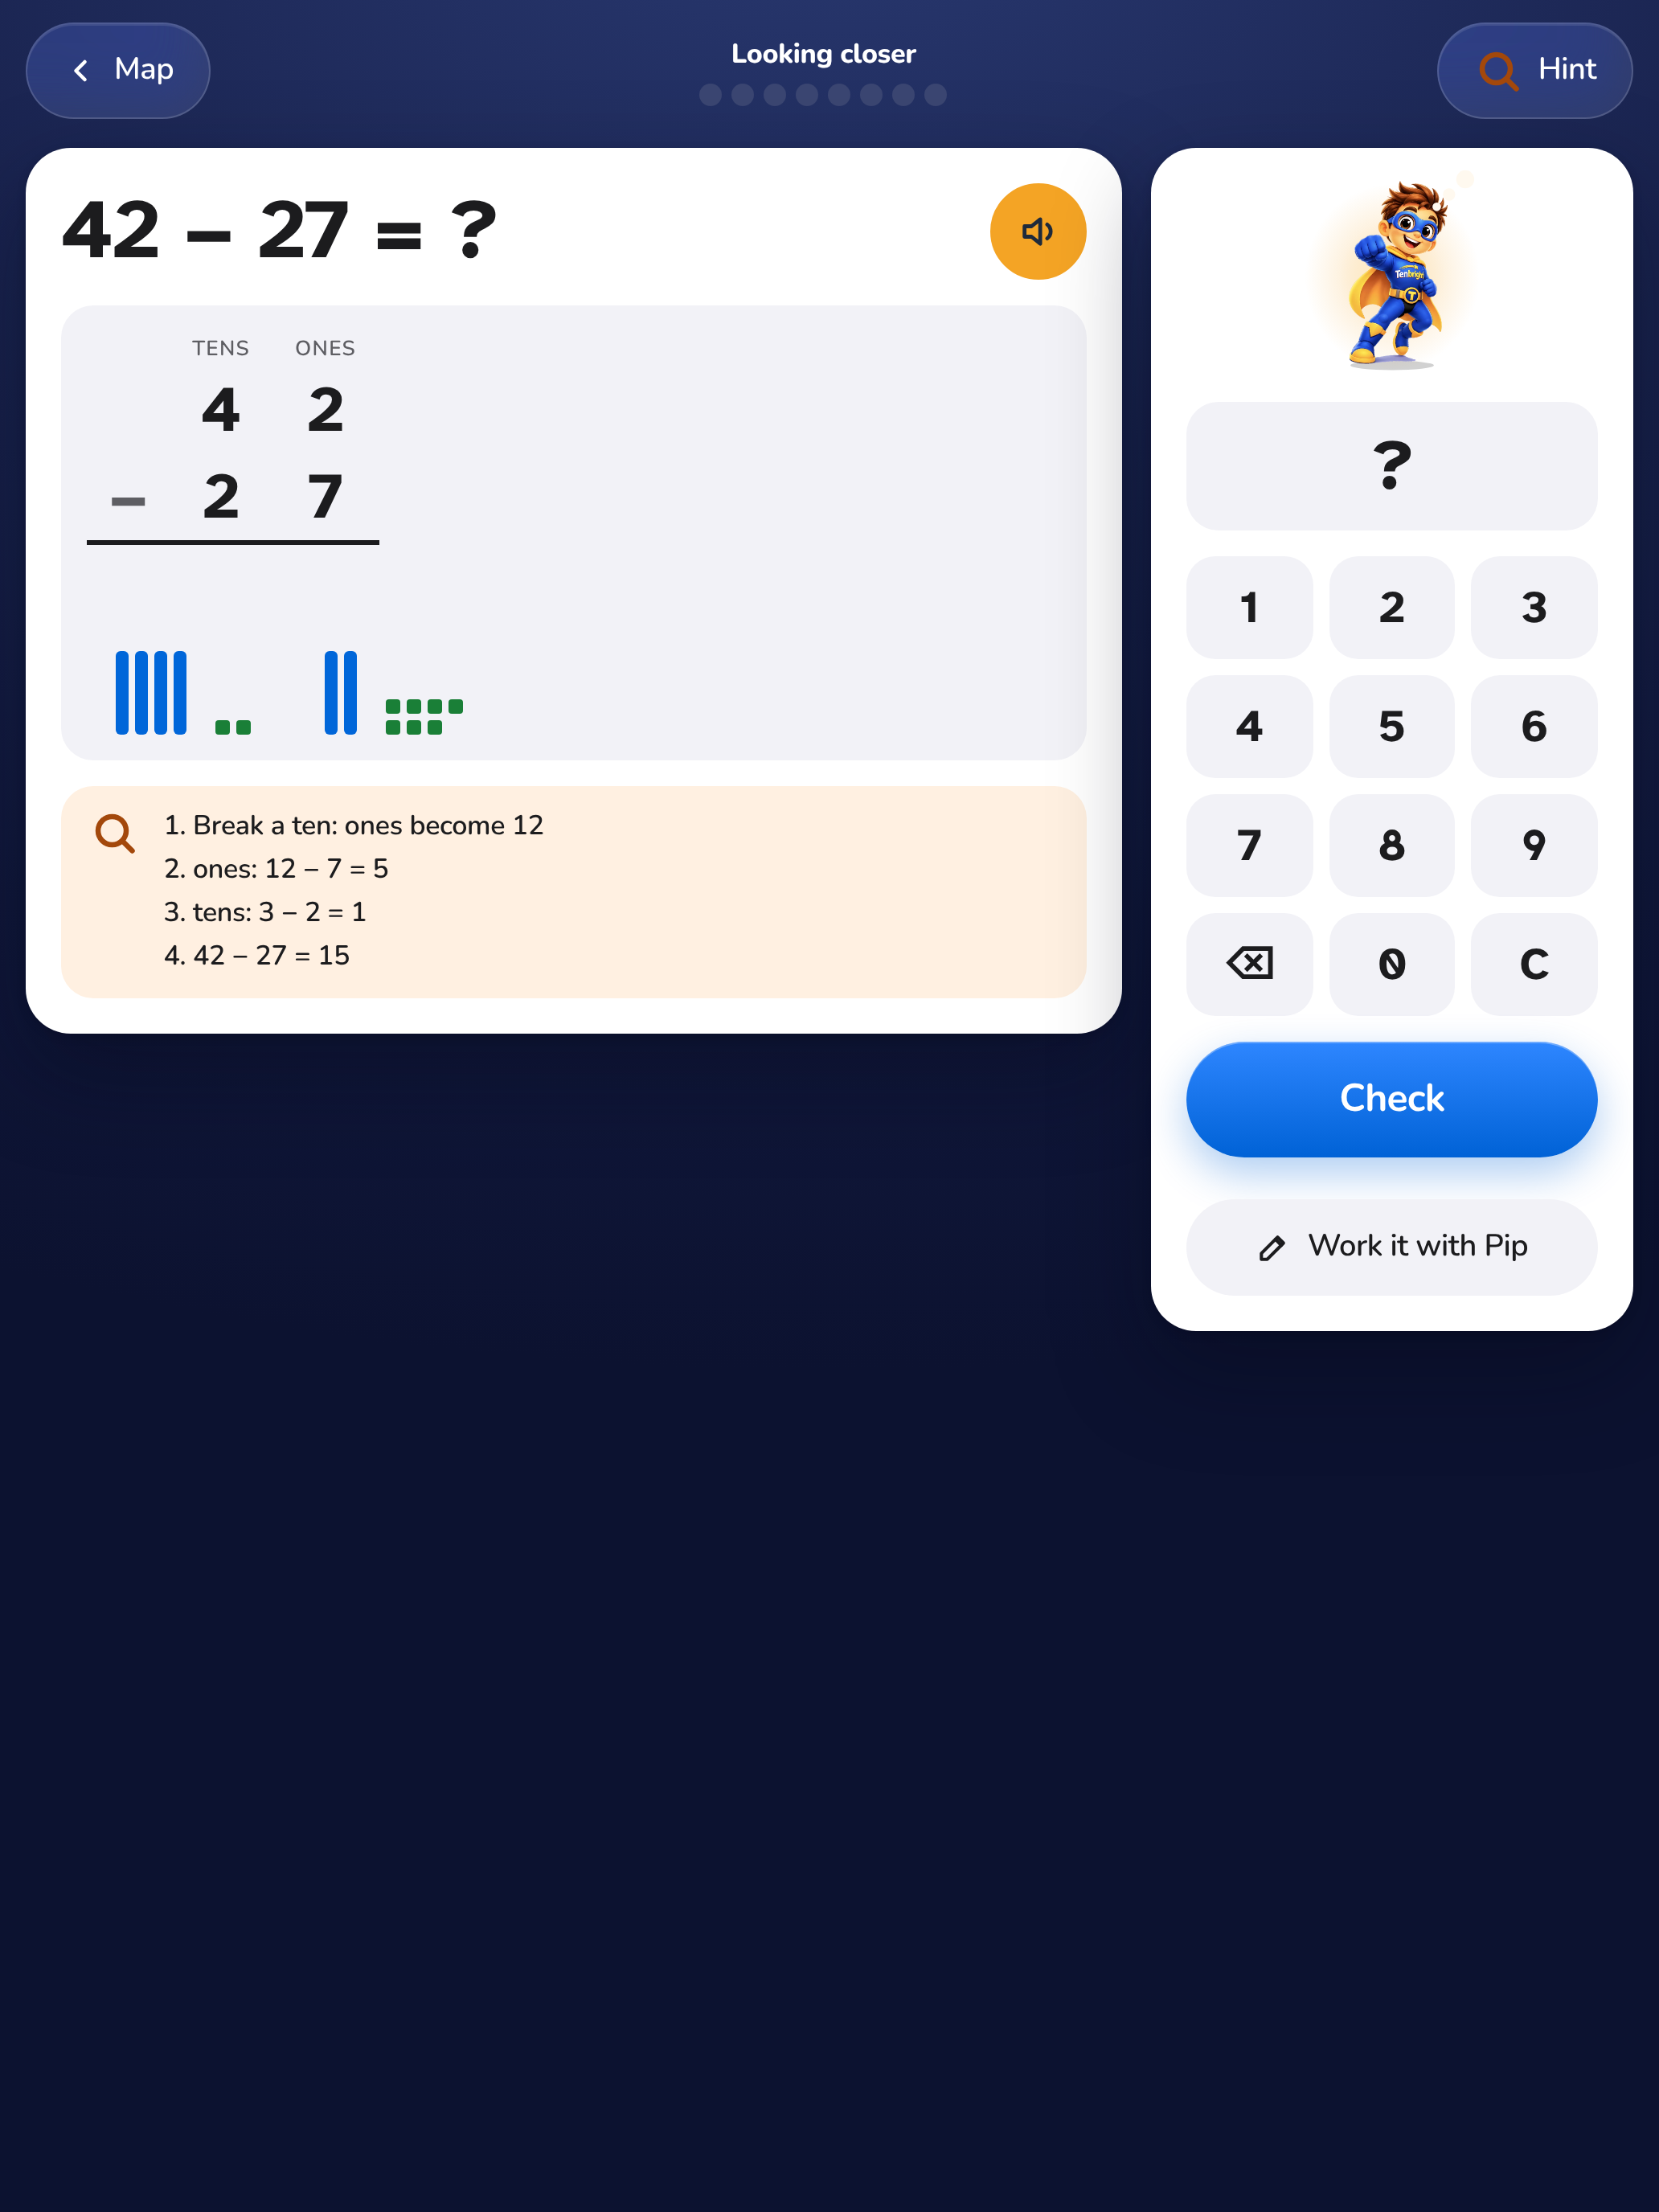 Map
Looking closer
Hint
42 – 27 = ?
TENS ONES
4 2
– 2 7
1. Break a ten: ones become 12
2. ones: 12 – 7 = 5
3. tens: 3 – 2 = 1
4. 42 – 27 = 15
Tenbright
T
?
1 2 3
4 5 6
7 8 9
0 C
Check
Work it with Pip